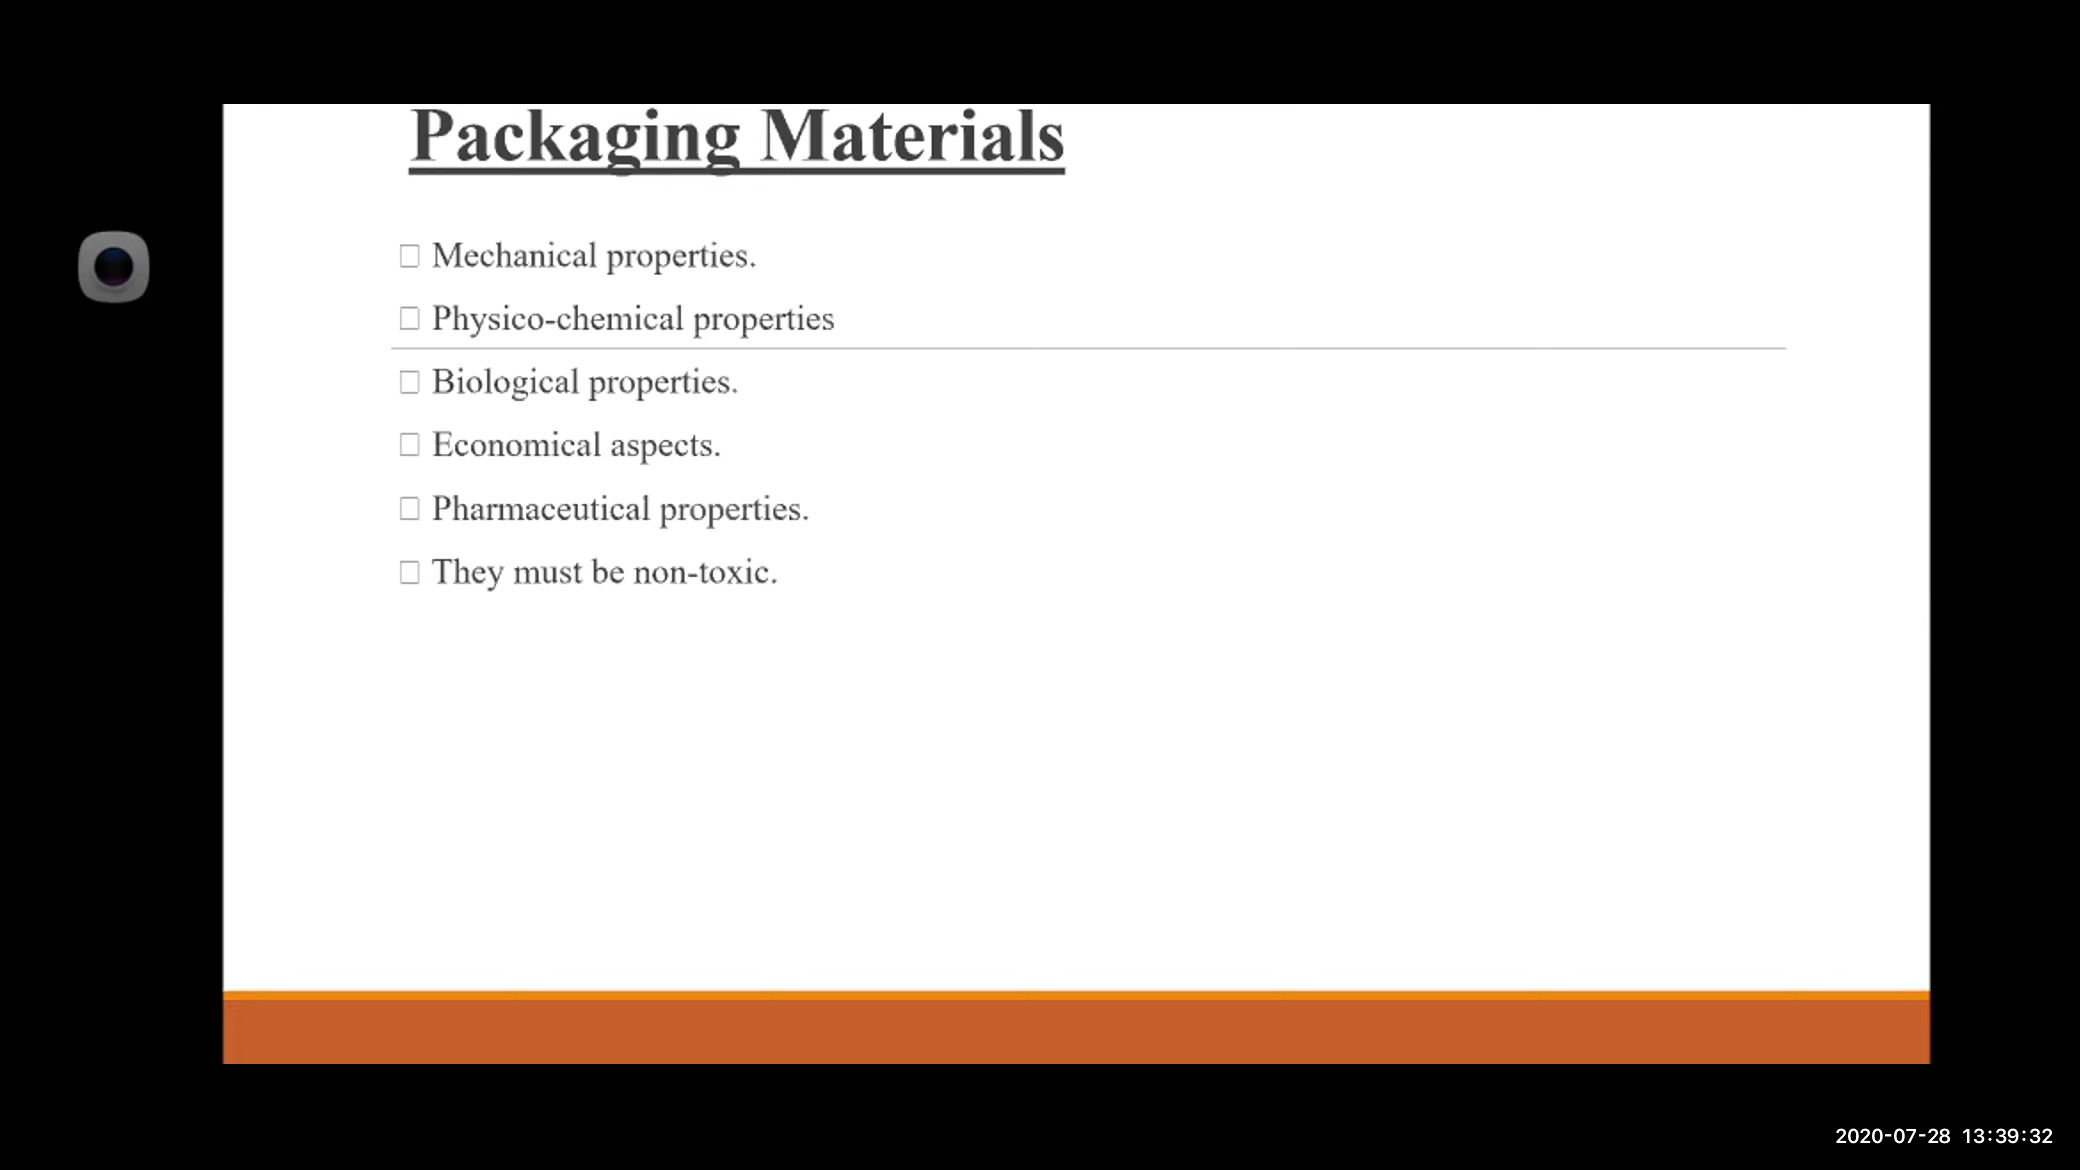 Packaging Materials
Mechanical properties.
Physico-chemical properties
Biological properties.
Economical aspects.
Pharmaceutical properties.
They must be non-toxic.
2020-07-28 13:39:32